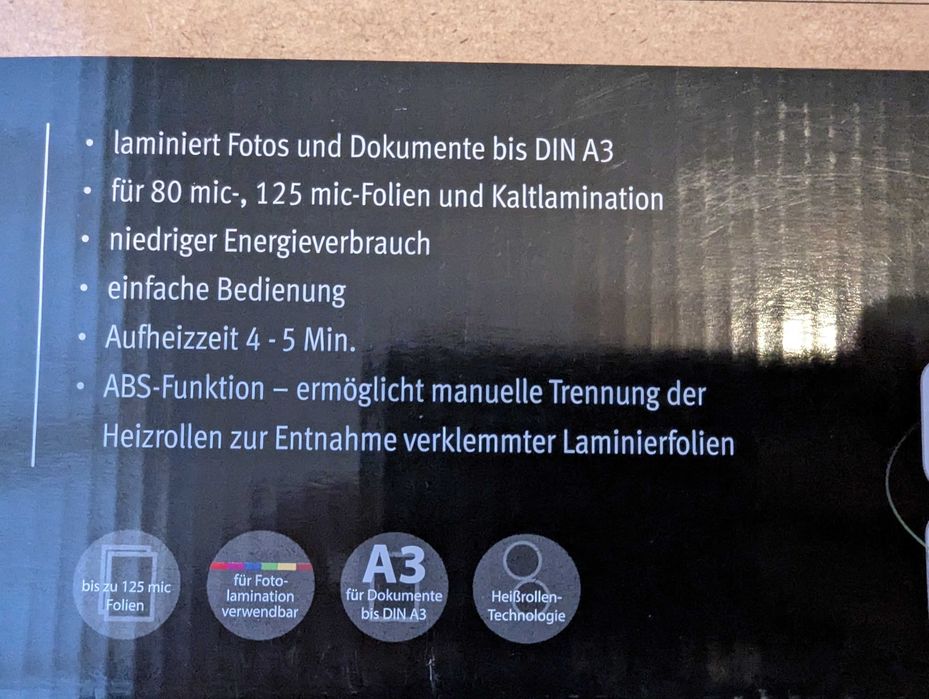 • laminiert Fotos und Dokumente bis DIN A3
• für 80 mic-, 125 mic-Folien und Kaltlamination
• niedriger Energieverbrauch
• einfache Bedienung
• Aufheizzeit 4 - 5 Min.
• ABS-Funktion – ermöglicht manuelle Trennung der
Heizrollen zur Entnahme verklemmter Laminierfolien
bis zu 125 mic
Folien
für Foto-
lamination
verwendbar
A3
für Dokumente
bis DIN A3
Heißrollen-
Technologie